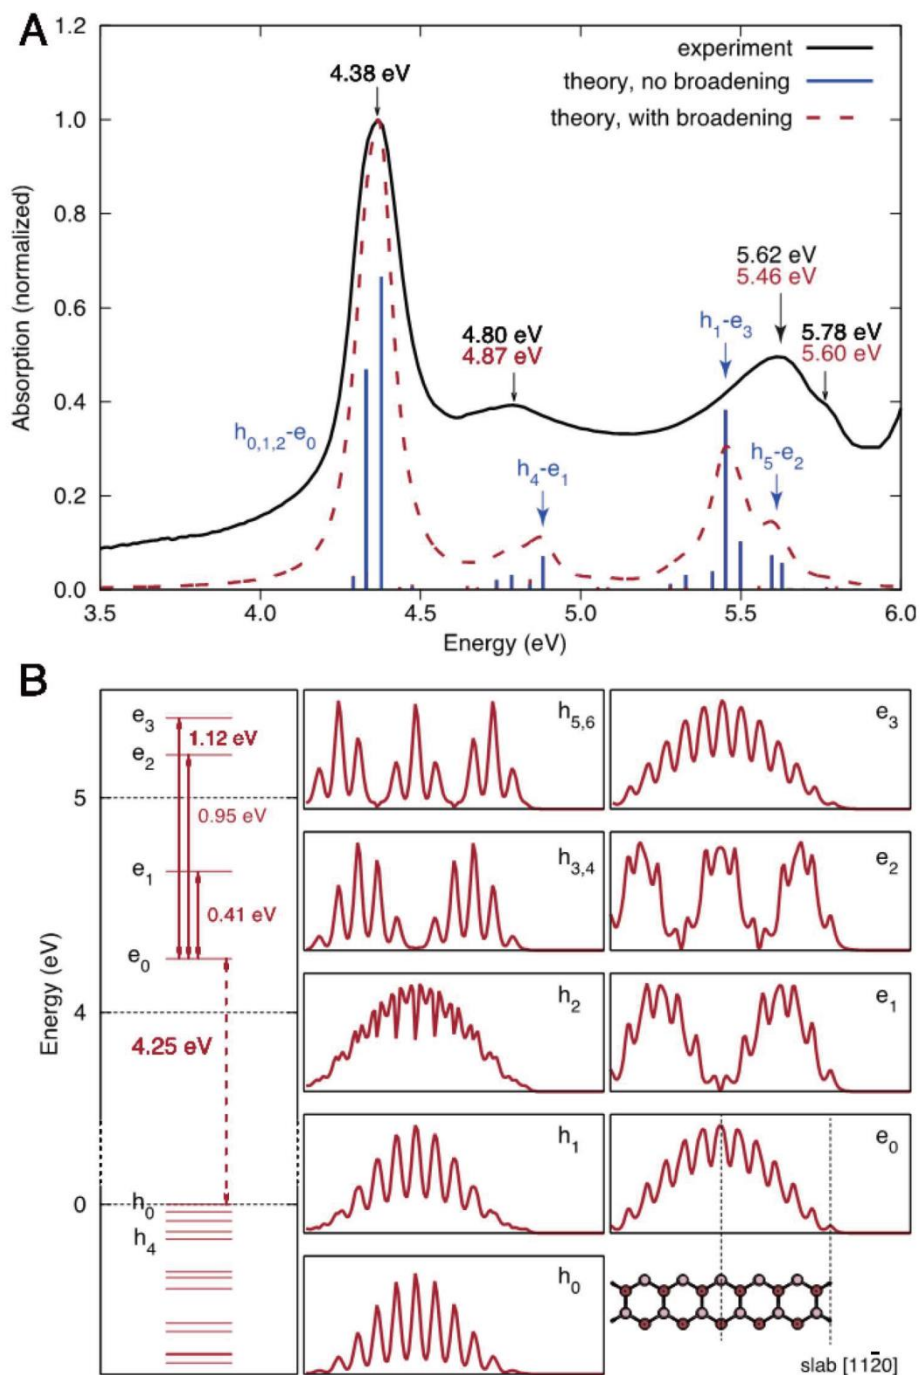 A
1.2
1.0
0.8
0.6
0.4
0.2
0.0
Absorption (normalized)
experiment
theory, no broadening
theory, with broadening
4.38 eV
4.80 eV
4.87 eV
5.62 eV
5.46 eV
5.78 eV
5.60 eV
h0,1,2-e0
h4-e1
h1-e3
h5-e2
3.5 4.0 4.5 5.0 5.5 6.0
Energy (eV)
B
Energy (eV)
5
4
0
e3
e2
e1
e0
1.12 eV
0.95 eV
0.41 eV
4.25 eV
h0
h4
h5,6
e3
h3,4
e2
h2
e1
h1
e0
h0
slab [112̄0]